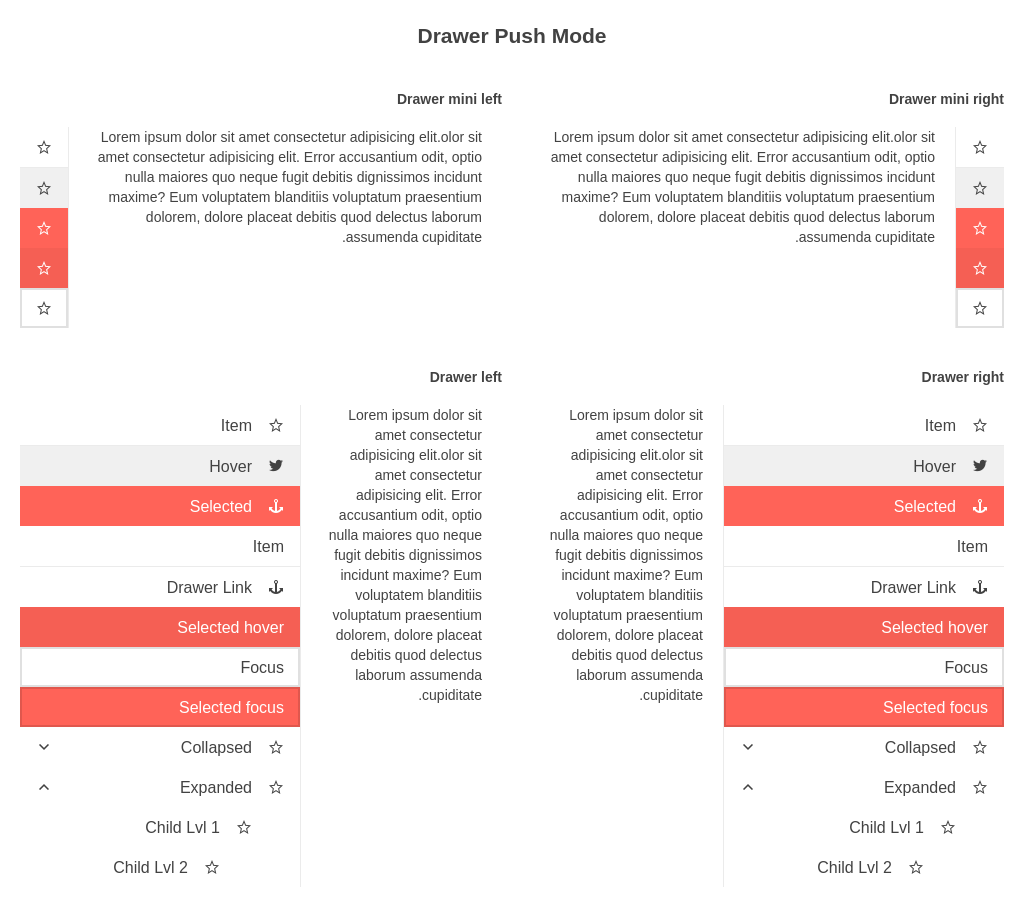 Drawer Push Mode
Drawer mini left
Lorem ipsum dolor sit amet consectetur adipisicing elit.olor sit
amet consectetur adipisicing elit. Error accusantium odit, optio
nulla maiores quo neque fugit debitis dignissimos incidunt
maxime? Eum voluptatem blanditiis voluptatum praesentium
dolorem, dolore placeat debitis quod delectus laborum
.assumenda cupiditate
Drawer mini right
Lorem ipsum dolor sit amet consectetur adipisicing elit.olor sit
amet consectetur adipisicing elit. Error accusantium odit, optio
nulla maiores quo neque fugit debitis dignissimos incidunt
maxime? Eum voluptatem blanditiis voluptatum praesentium
dolorem, dolore placeat debitis quod delectus laborum
.assumenda cupiditate
Drawer left
Item
Hover
Selected
Item
Drawer Link
Selected hover
Focus
Selected focus
Collapsed
Expanded
Child Lvl 1
Child Lvl 2
Lorem ipsum dolor sit
amet consectetur
adipisicing elit.olor sit
amet consectetur
adipisicing elit. Error
accusantium odit, optio
nulla maiores quo neque
fugit debitis dignissimos
incidunt maxime? Eum
voluptatem blanditiis
voluptatum praesentium
dolorem, dolore placeat
debitis quod delectus
laborum assumenda
.cupiditate
Drawer right
Lorem ipsum dolor sit
amet consectetur
adipisicing elit.olor sit
amet consectetur
adipisicing elit. Error
accusantium odit, optio
nulla maiores quo neque
fugit debitis dignissimos
incidunt maxime? Eum
voluptatem blanditiis
voluptatum praesentium
dolorem, dolore placeat
debitis quod delectus
laborum assumenda
.cupiditate
Item
Hover
Selected
Item
Drawer Link
Selected hover
Focus
Selected focus
Collapsed
Expanded
Child Lvl 1
Child Lvl 2